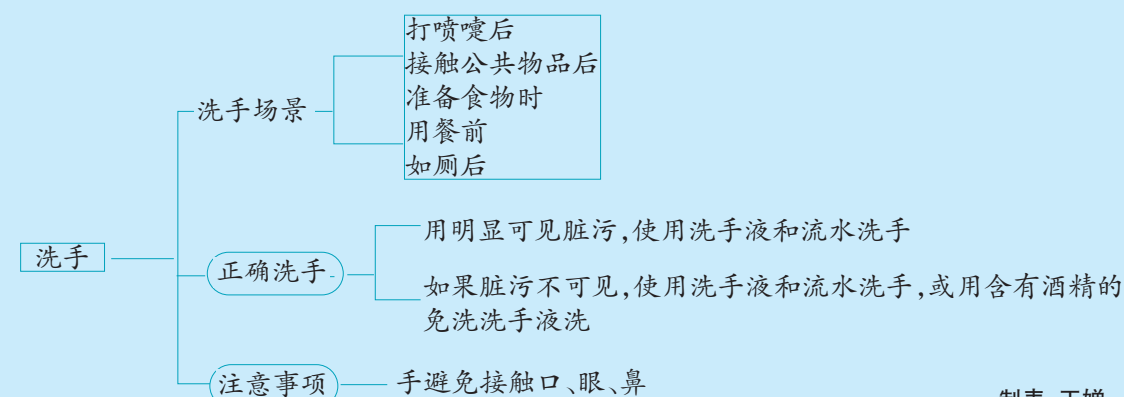 打喷嚏后
接触公共物品后
准备食物时
用餐前
如厕后
洗手场景
洗手
正确洗手
用明显可见脏污,使用洗手液和流水洗手
如果脏污不可见,使用洗手液和流水洗手,或用含有酒精的
免洗洗手液洗
注意事项
手避免接触口、眼、鼻